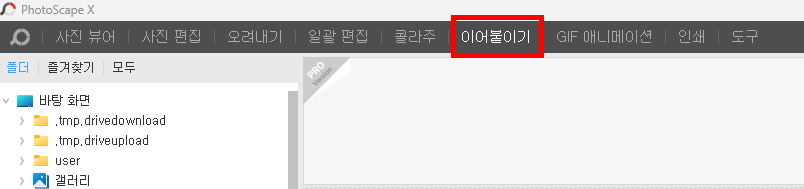 PhotoScape X
사진 뷰어 사진 편집 오려내기 일괄 편집 콜라주 이어붙이기 GIF 애니메이션 인쇄 도구
폴더 즐겨찾기 모두
PRO
Version
바탕 화면
.tmp.drivedownload
.tmp.driveupload
user
갤러리